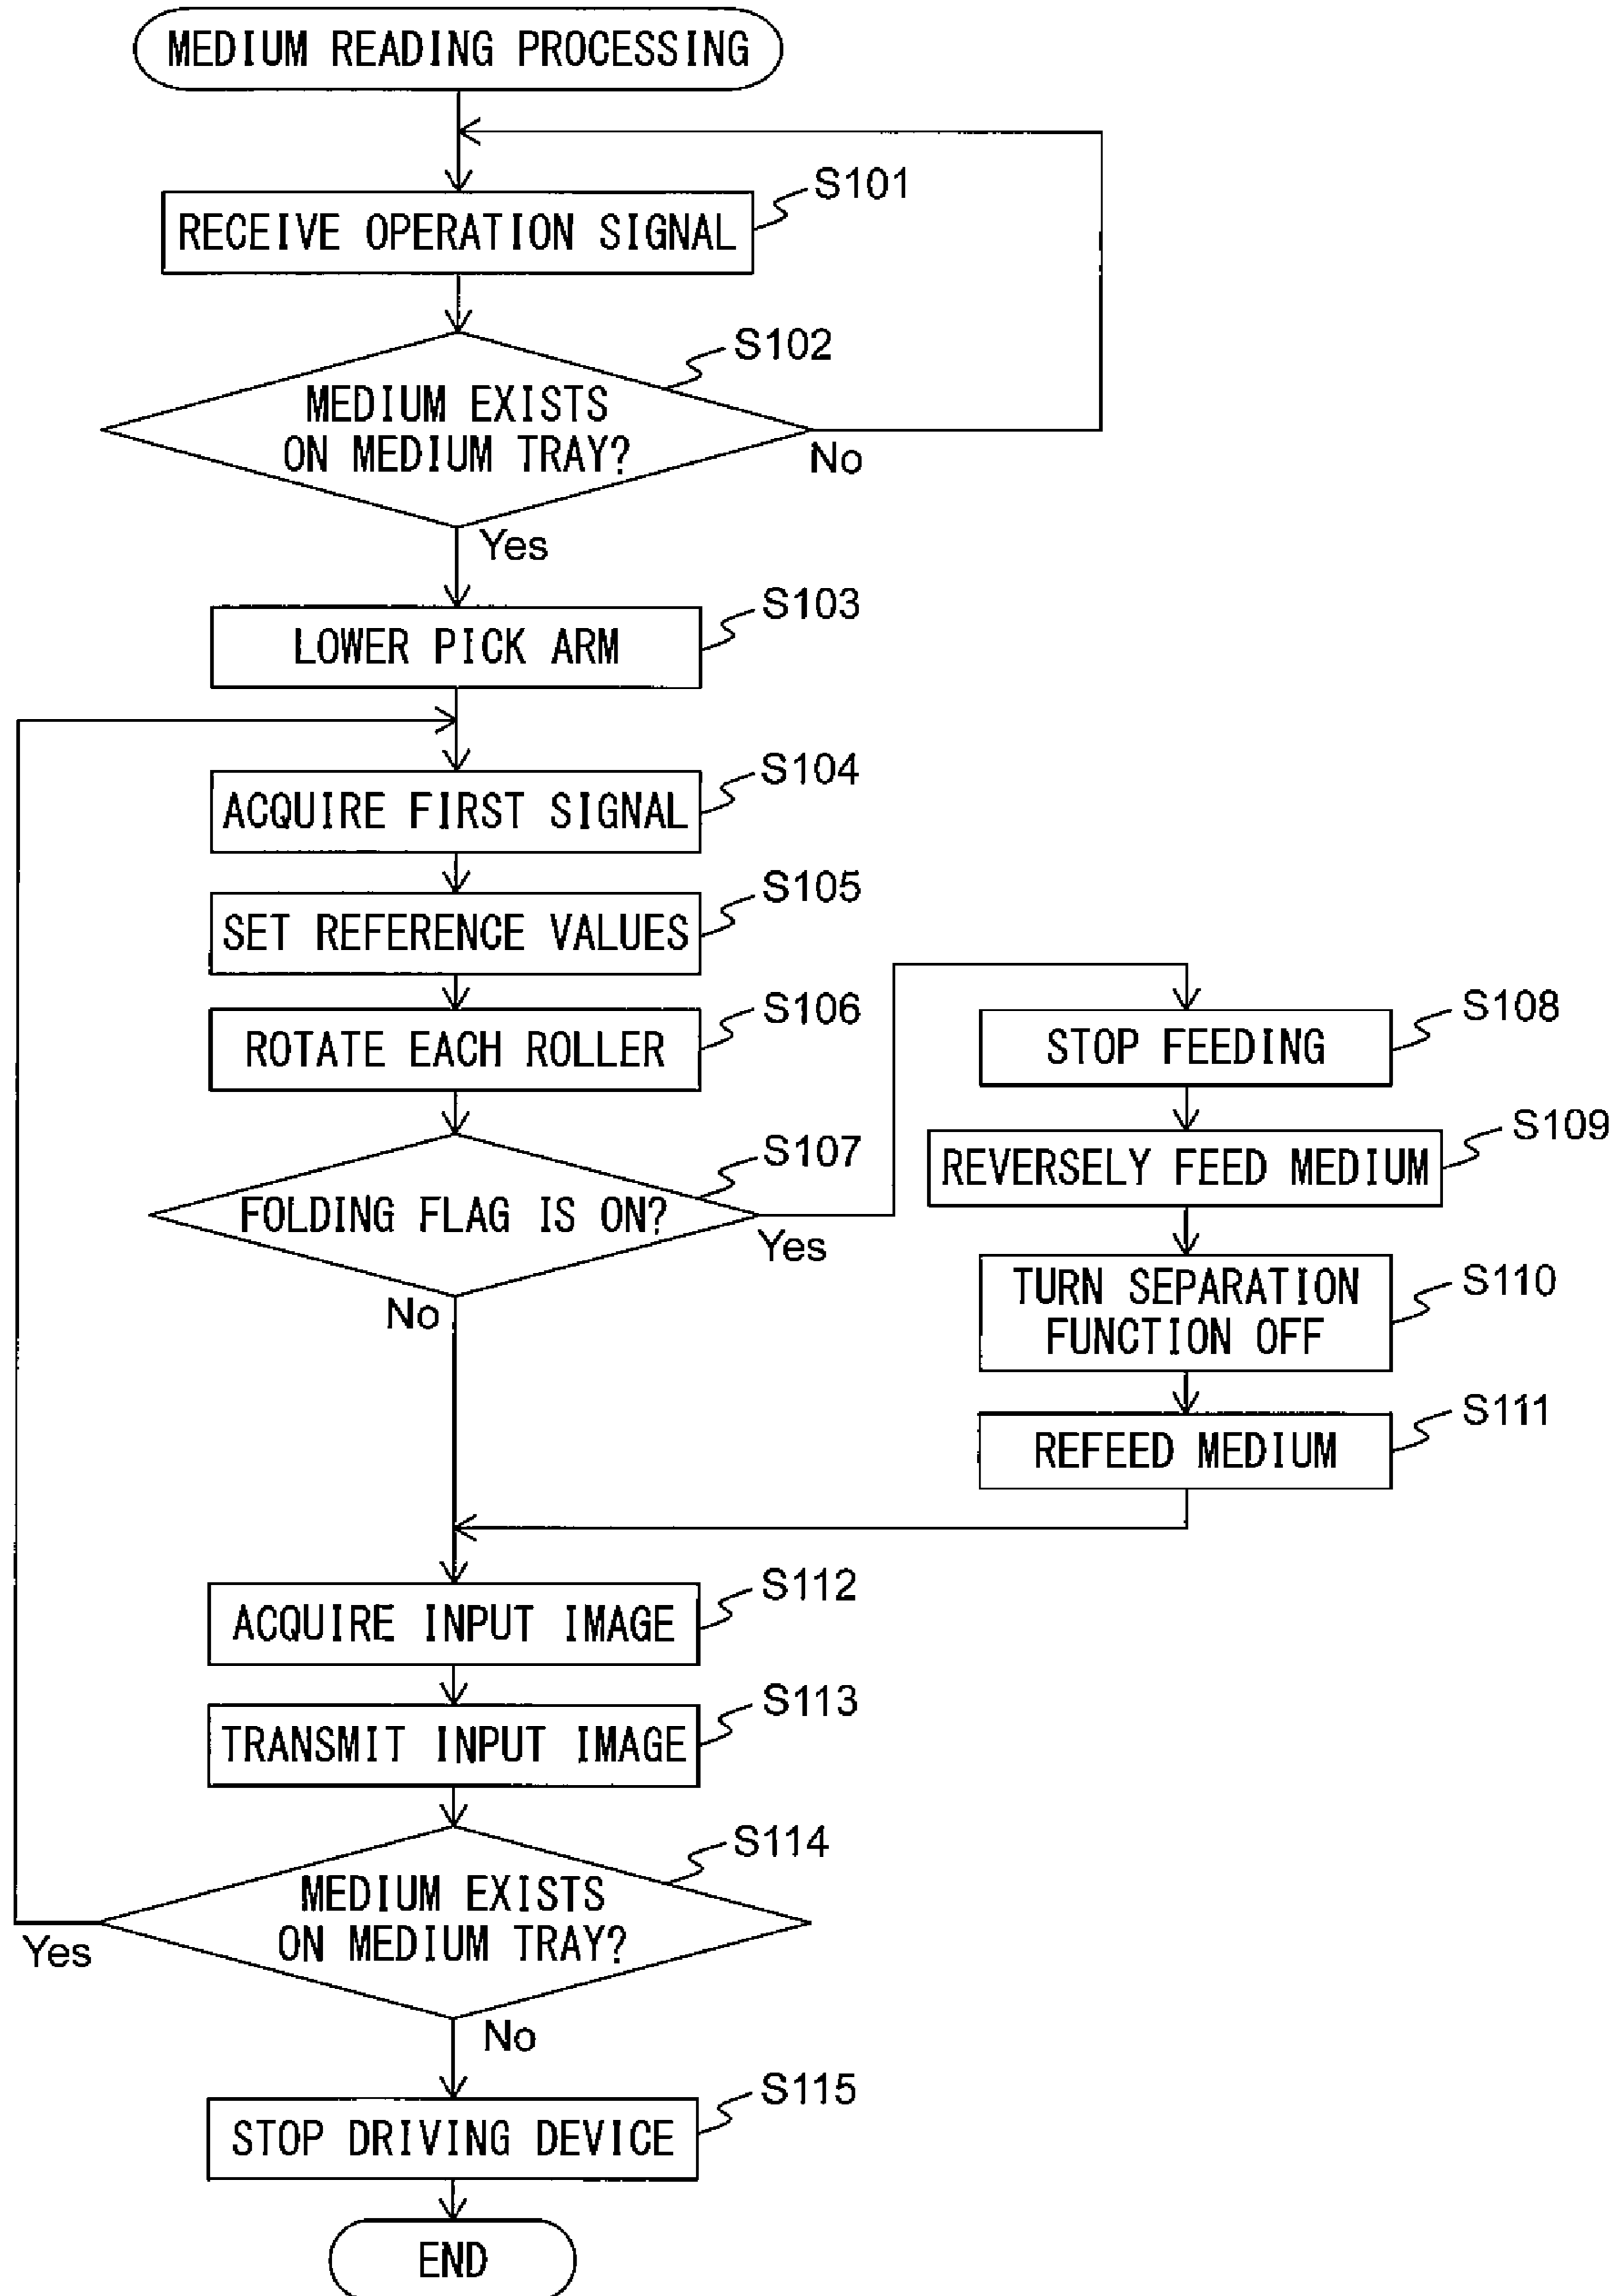 MEDIUM READING PROCESSING
S101
RECEIVE OPERATION SIGNAL
S102
MEDIUM EXISTS
ON MEDIUM TRAY?
No
Yes
S103
LOWER PICK ARM
S104
ACQUIRE FIRST SIGNAL
S105
SET REFERENCE VALUES
S106
ROTATE EACH ROLLER
S107
FOLDING FLAG IS ON?
Yes
No
S108
STOP FEEDING
S109
REVERSELY FEED MEDIUM
S110
TURN SEPARATION
FUNCTION OFF
S111
REFEED MEDIUM
S112
ACQUIRE INPUT IMAGE
S113
TRANSMIT INPUT IMAGE
S114
MEDIUM EXISTS
ON MEDIUM TRAY?
Yes
No
S115
STOP DRIVING DEVICE
END